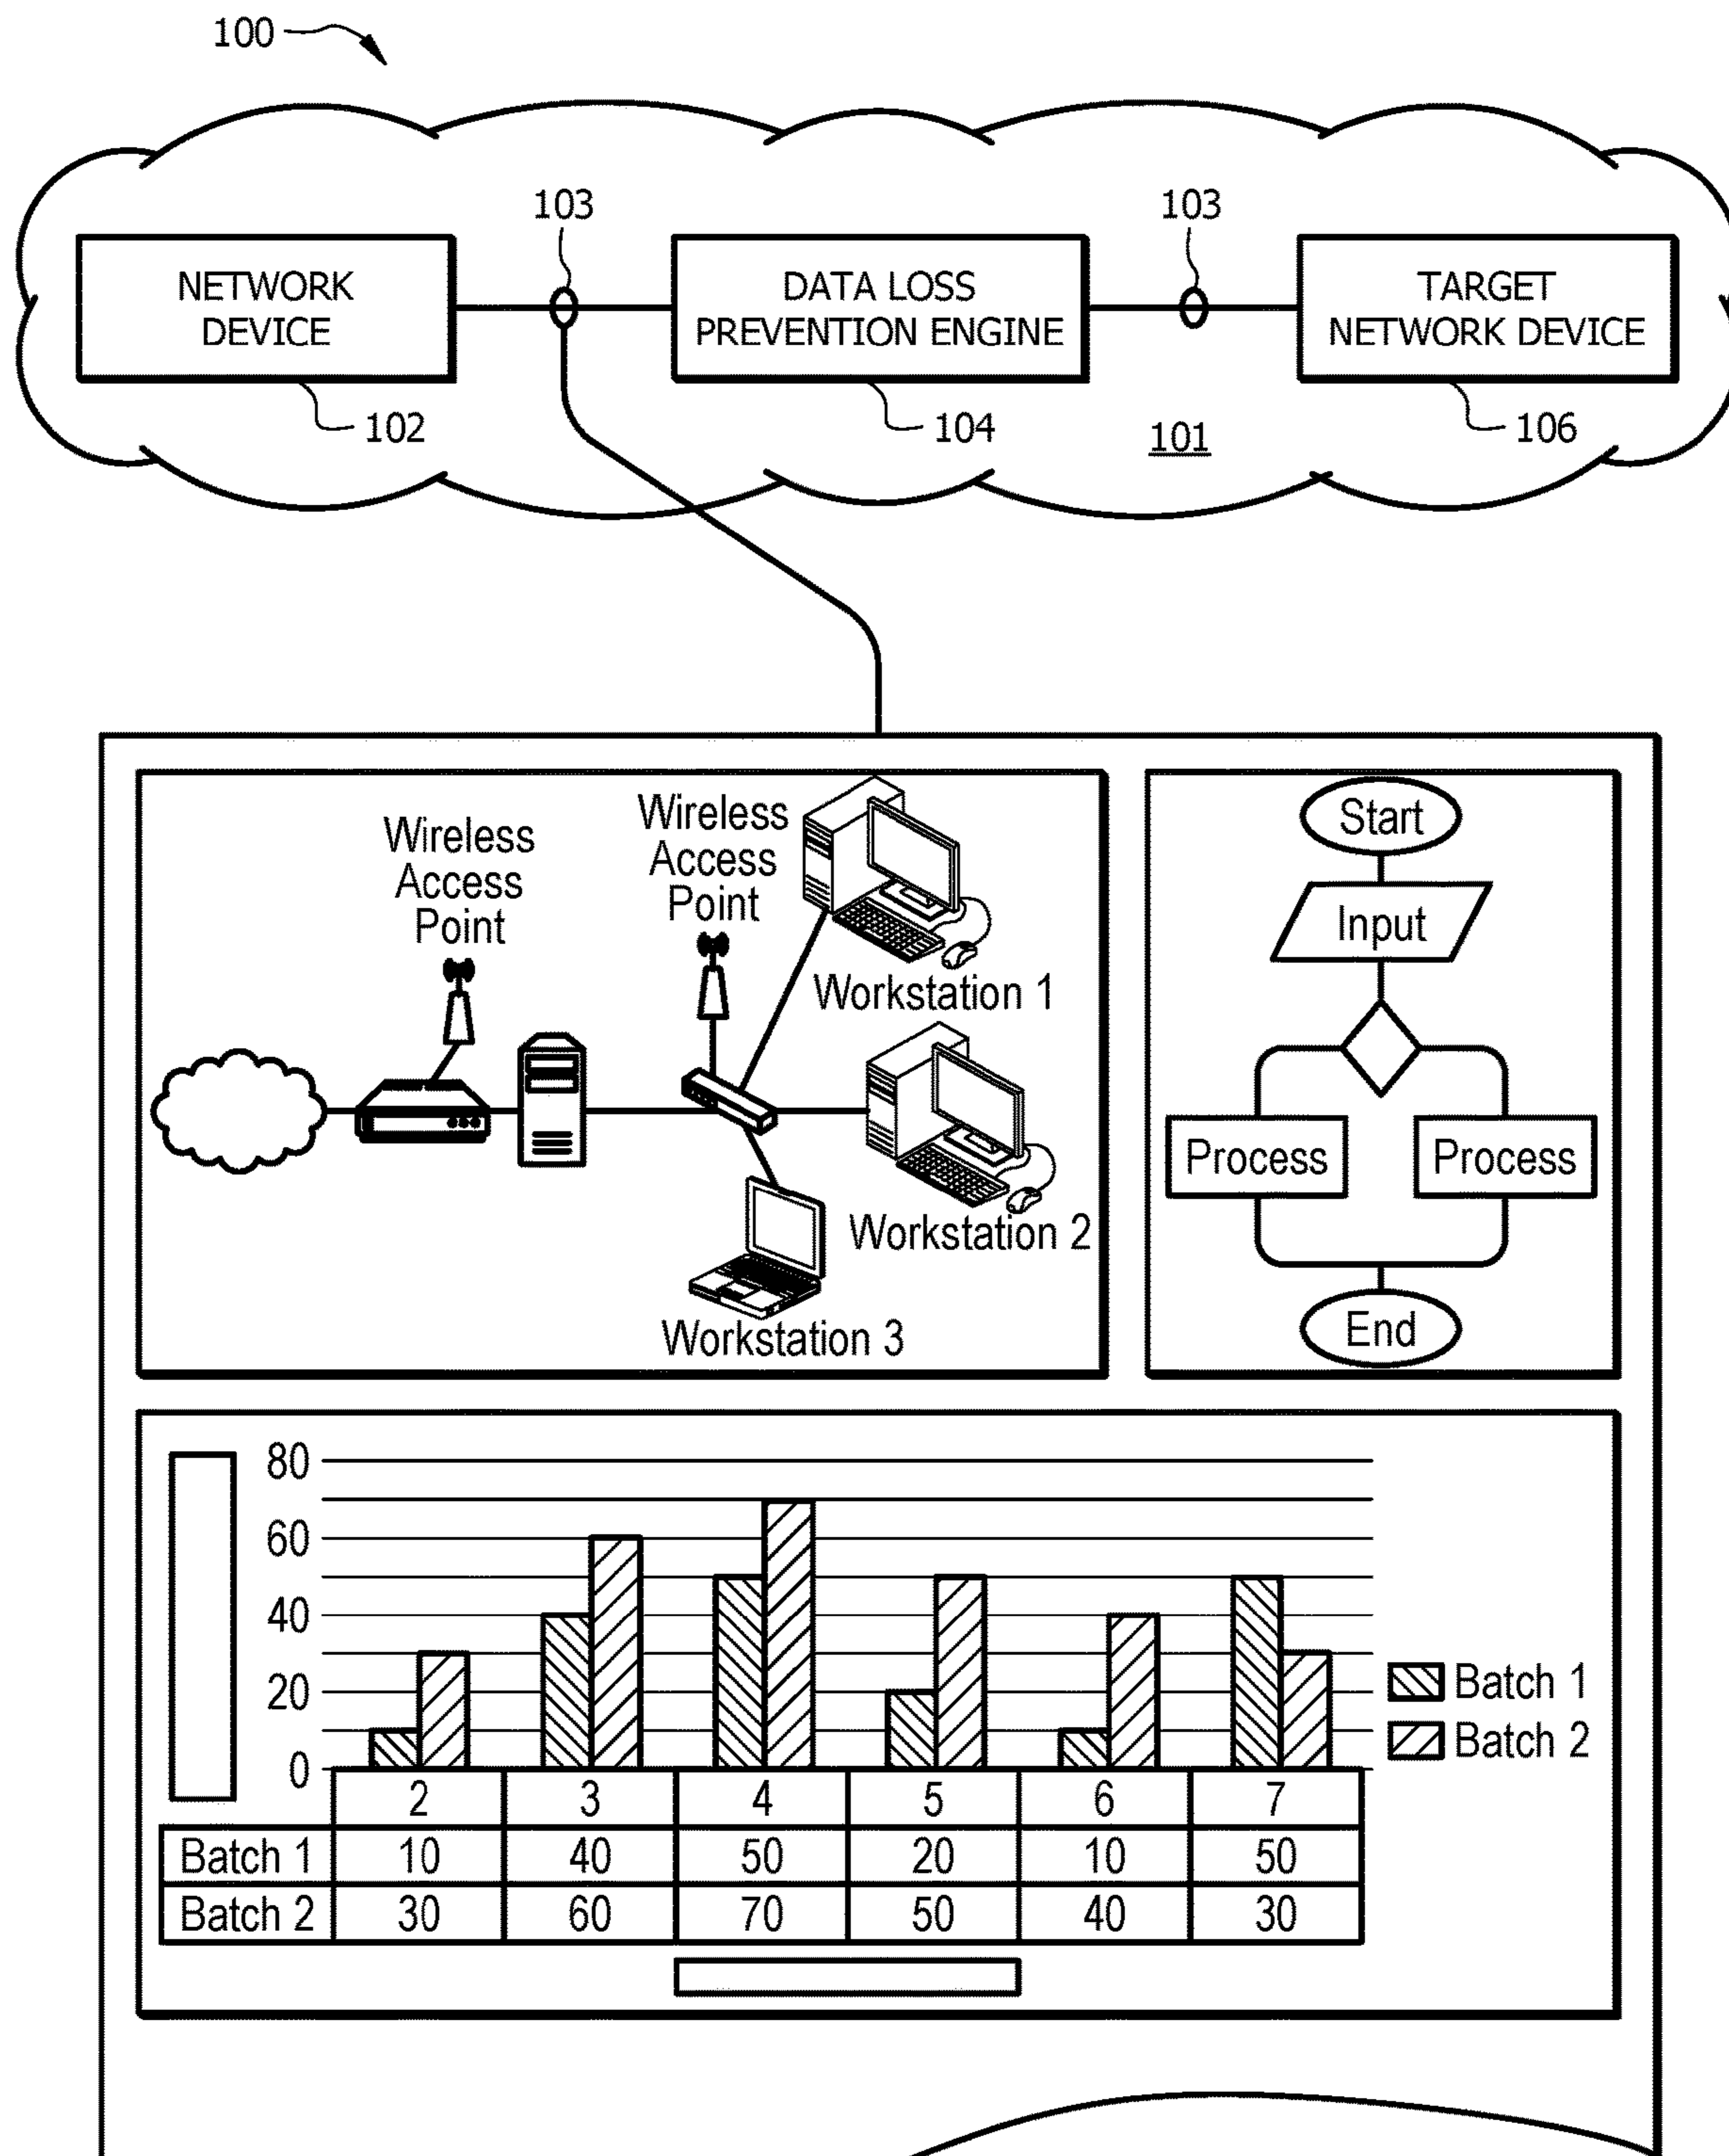 100
103
103
NETWORK
DEVICE
DATA LOSS
PREVENTION ENGINE
TARGET
NETWORK DEVICE
102
104
101
106
Wireless
Access
Point
Wireless
Access
Point
Workstation 1
Workstation 2
Workstation 3
Start
Input
Process
Process
End
80
60
40
20
0
Batch 1
Batch 2
2 3 4 5 6 7
Batch 1 10 40 50 20 10 50
Batch 2 30 60 70 50 40 30